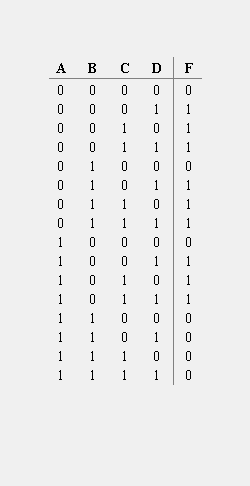 A B C D F
0 0 0 0 0
0 0 0 1 1
0 0 1 0 1
0 0 1 1 1
0 1 0 0 0
0 1 0 1 1
0 1 1 0 1
0 1 1 1 1
1 0 0 0 0
1 0 0 1 1
1 0 1 0 1
1 0 1 1 1
1 1 0 0 0
1 1 0 1 0
1 1 1 0 0
1 1 1 1 0